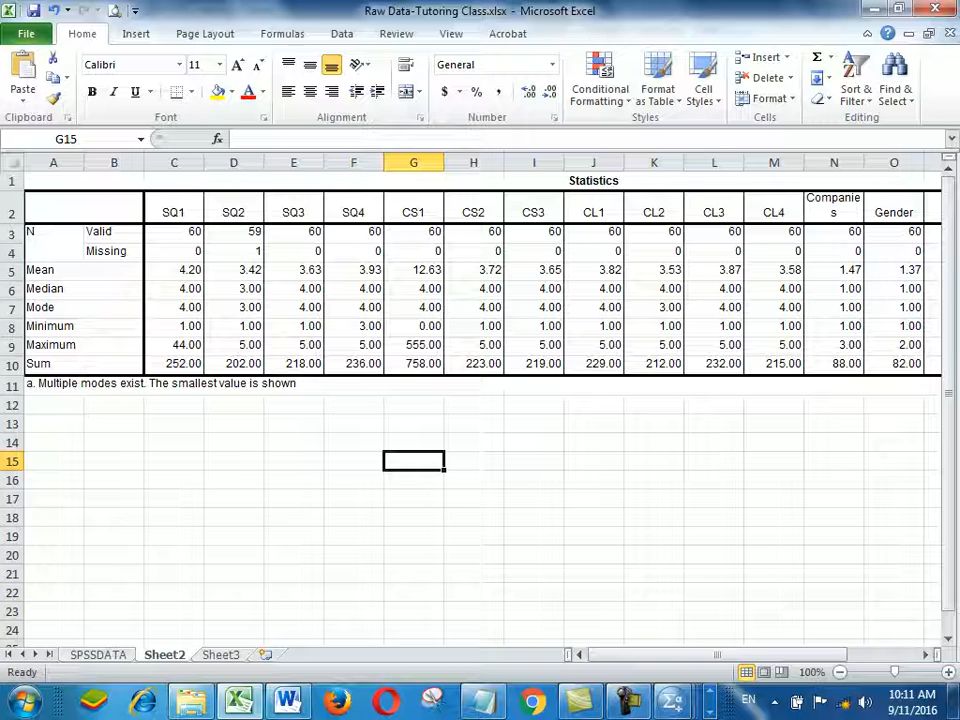 Raw Data-Tutoring Class.xlsx - Microsoft Excel
File Home Insert Page Layout Formulas Data Review View Acrobat
Paste
Calibri 11
General
Conditional Formatting
Format as Table
Cell Styles
Insert
Delete
Format
Sort & Filter
Find & Select
Clipboard Font Alignment Number Styles Cells Editing
G15 fx
A B C D E F G H I J K L M N O
1 Statistics
2 SQ1 SQ2 SQ3 SQ4 CS1 CS2 CS3 CL1 CL2 CL3 CL4 Companies Gender
3 N Valid 60 59 60 60 60 60 60 60 60 60 60 60 60
4 Missing 0 1 0 0 0 0 0 0 0 0 0 0 0
5 Mean 4.20 3.42 3.63 3.93 12.63 3.72 3.65 3.82 3.53 3.87 3.58 1.47 1.37
6 Median 4.00 3.00 4.00 4.00 4.00 4.00 4.00 4.00 4.00 4.00 4.00 1.00 1.00
7 Mode 4.00 3.00 4.00 4.00 4.00 4.00 4.00 4.00 3.00 4.00 4.00 1.00 1.00
8 Minimum 1.00 1.00 1.00 3.00 0.00 1.00 1.00 1.00 1.00 1.00 1.00 1.00 1.00
9 Maximum 44.00 5.00 5.00 5.00 555.00 5.00 5.00 5.00 5.00 5.00 5.00 3.00 2.00
10 Sum 252.00 202.00 218.00 236.00 758.00 223.00 219.00 229.00 212.00 232.00 215.00 88.00 82.00
11 a. Multiple modes exist. The smallest value is shown
12
13
14
15
16
17
18
19
20
21
22
23
24
SPSSDATA Sheet2 Sheet3
Ready 100%
EN 10:11 AM
9/11/2016